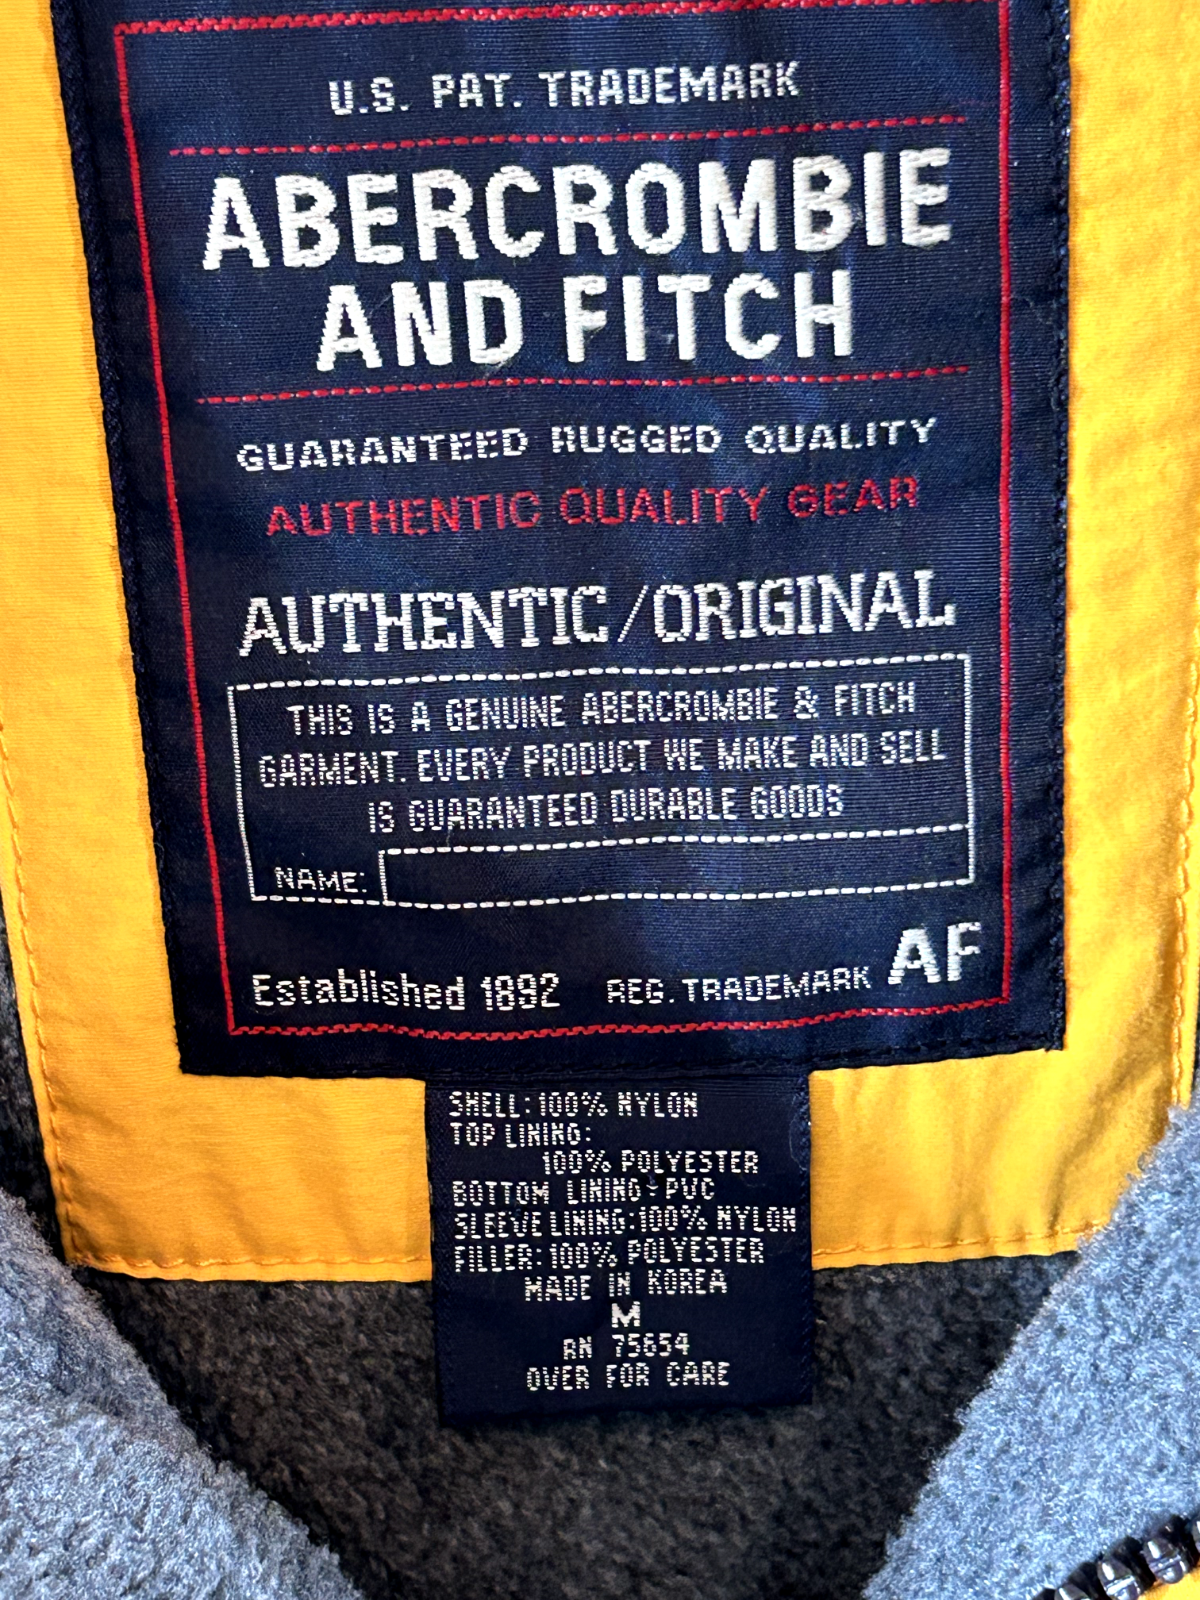 U.S. PAT. TRADEMARK
ABERCROMBIE
AND FITCH
GUARANTEED RUGGED QUALITY
AUTHENTIC QUALITY GEAR
AUTHENTIC/ORIGINAL
THIS IS A GENUINE ABERCROMBIE & FITCH
GARMENT. EVERY PRODUCT WE MAKE AND SELL
IS GUARANTEED DURABLE GOODS
NAME:
Established 1892 REG. TRADEMARK AF
SHELL: 100% NYLON
TOP LINING:
100% POLYESTER
BOTTOM LINING: PVC
SLEEVE LINING: 100% NYLON
FILLER: 100% POLYESTER
MADE IN KOREA
M
RN 75654
OVER FOR CARE